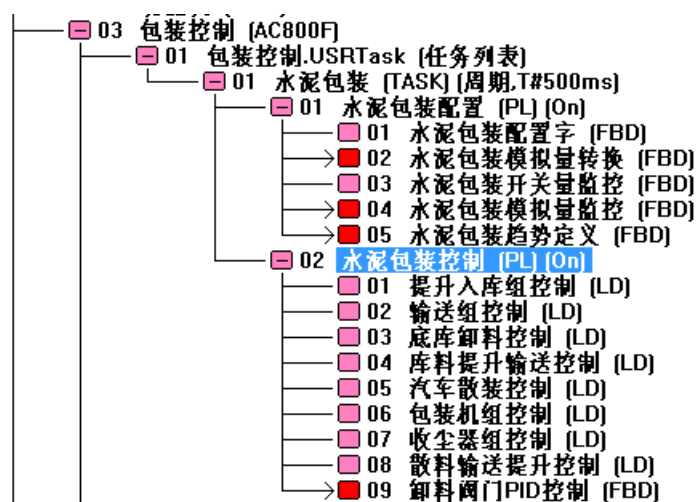 03 包装控制 (AC800F)
01 包装控制.USRTask (任务列表)
01 水泥包装 (TASK) (周期,T#500ms)
01 水泥包装配置 (PL) (On)
01 水泥包装配置字 (FBD)
02 水泥包装模拟量转换 (FBD)
03 水泥包装开关量监控 (FBD)
04 水泥包装模拟量监控 (FBD)
05 水泥包装趋势定义 (FBD)
02 水泥包装控制 (PL) (On)
01 提升入库组控制 (LD)
02 输送组控制 (LD)
03 底库卸料控制 (LD)
04 库料提升输送控制 (LD)
05 汽车散装控制 (LD)
06 包装机组控制 (LD)
07 收尘器组控制 (LD)
08 散料输送提升控制 (LD)
09 卸料阀门PID控制 (FBD)